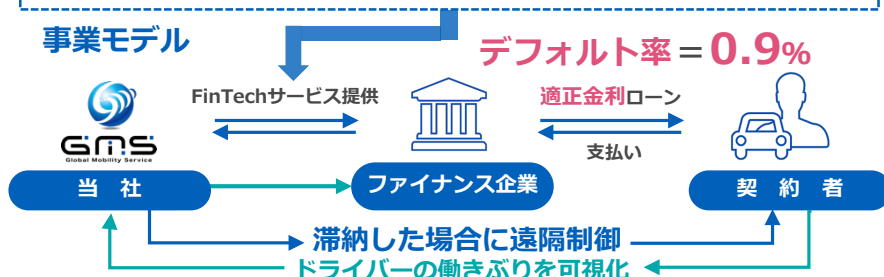 事業モデル
デフォルト率＝0.9%
FinTechサービス提供
適正金利ローン
支払い
GMS
Global Mobility Service
当 社
ファイナンス企業
契 約 者
滞納した場合に遠隔制御
ドライバーの働きぶりを可視化